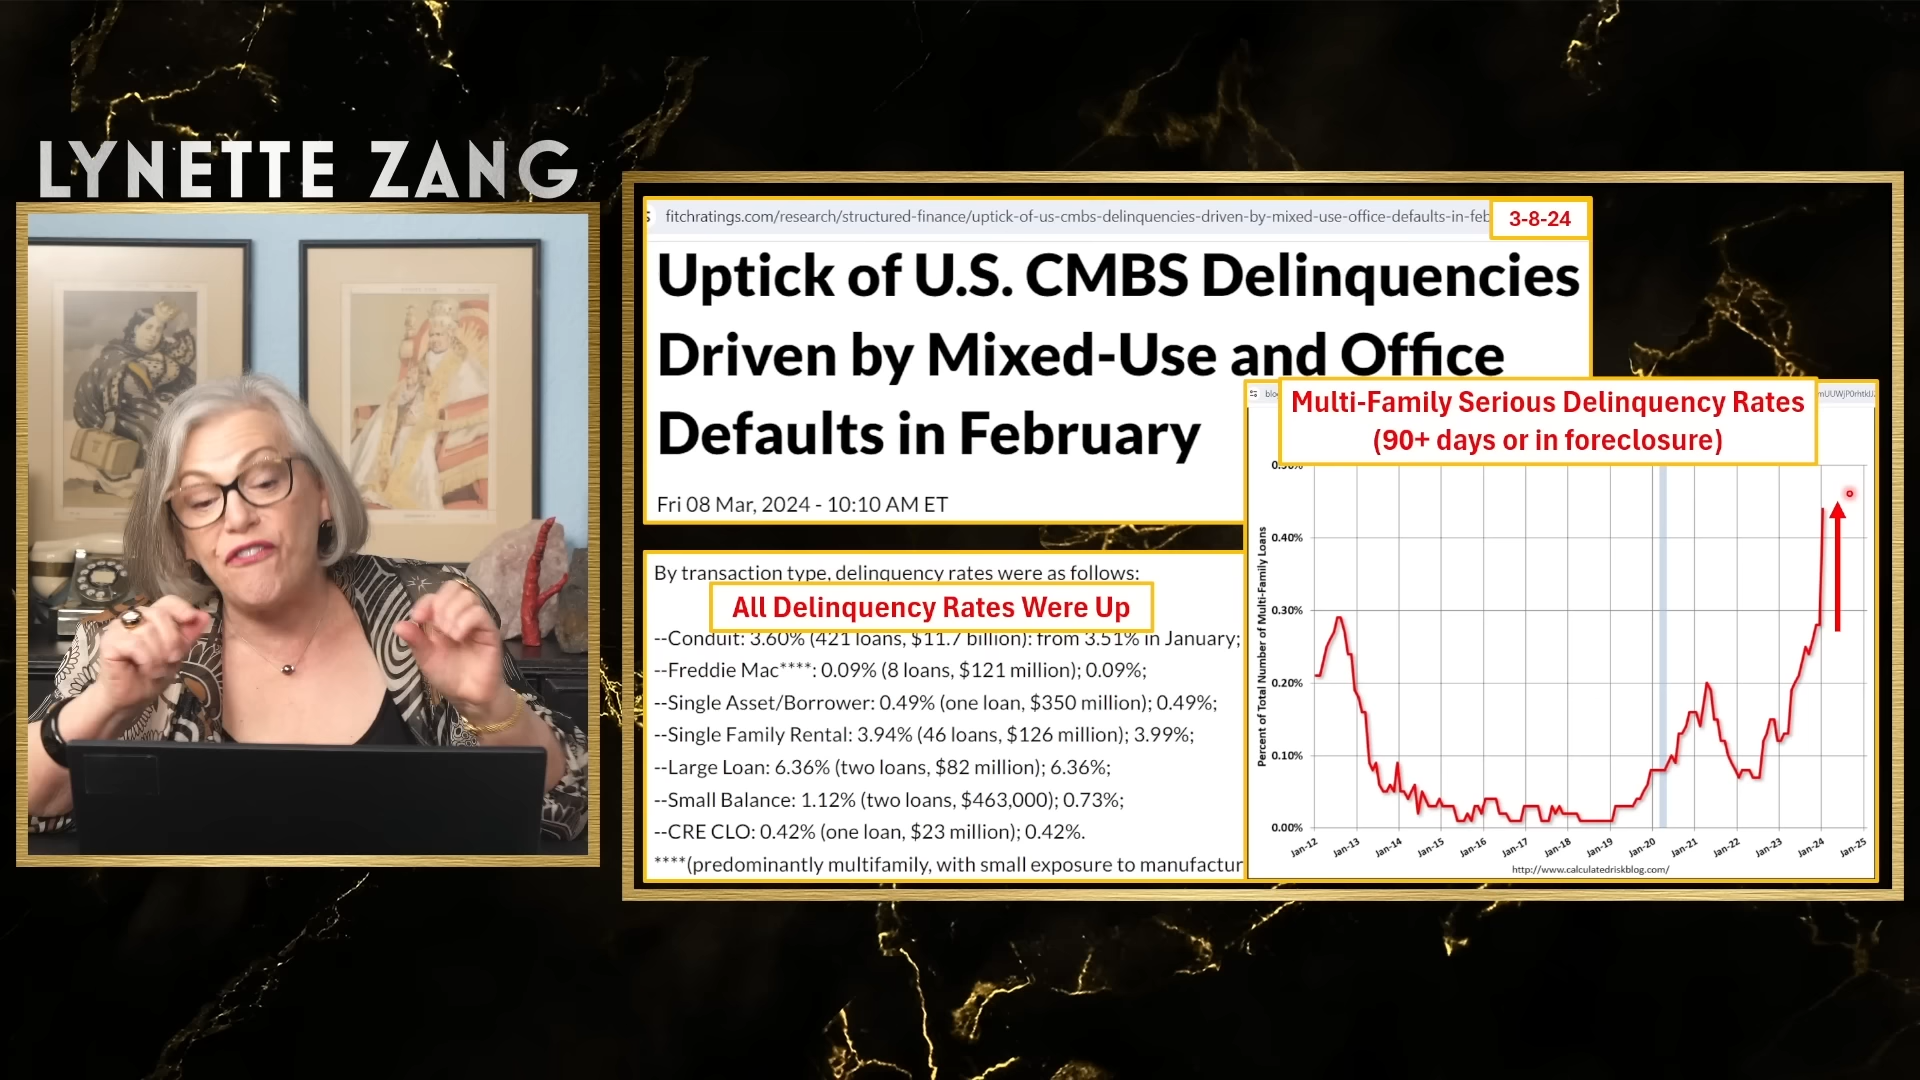 LYNETTE ZANG
fitchratings.com/research/structured-finance/uptick-of-us-cmbs-delinquencies-driven-by-mixed-use-office-defaults-in-feb
3-8-24
Uptick of U.S. CMBS Delinquencies
Driven by Mixed-Use and Office
Defaults in February
Fri 08 Mar, 2024 - 10:10 AM ET
By transaction type, delinquency rates were as follows:
All Delinquency Rates Were Up
--Conduit: 3.60% (421 loans, $11.7 billion): from 3.51% in January;
--Freddie Mac****: 0.09% (8 loans, $121 million); 0.09%;
--Single Asset/Borrower: 0.49% (one loan, $350 million); 0.49%;
--Single Family Rental: 3.94% (46 loans, $126 million); 3.99%;
--Large Loan: 6.36% (two loans, $82 million); 6.36%;
--Small Balance: 1.12% (two loans, $463,000); 0.73%;
--CRE CLO: 0.42% (one loan, $23 million); 0.42%.
****(predominantly multifamily, with small exposure to manufactur
Multi-Family Serious Delinquency Rates
(90+ days or in foreclosure)
Percent of Total Number of Multi-Family Loans
0.40%
0.30%
0.20%
0.10%
0.00%
Jan-12 Jan-13 Jan-14 Jan-15 Jan-16 Jan-17 Jan-18 Jan-19 Jan-20 Jan-21 Jan-22 Jan-23 Jan-24 Jan-25
http://www.calculatedriskblog.com/